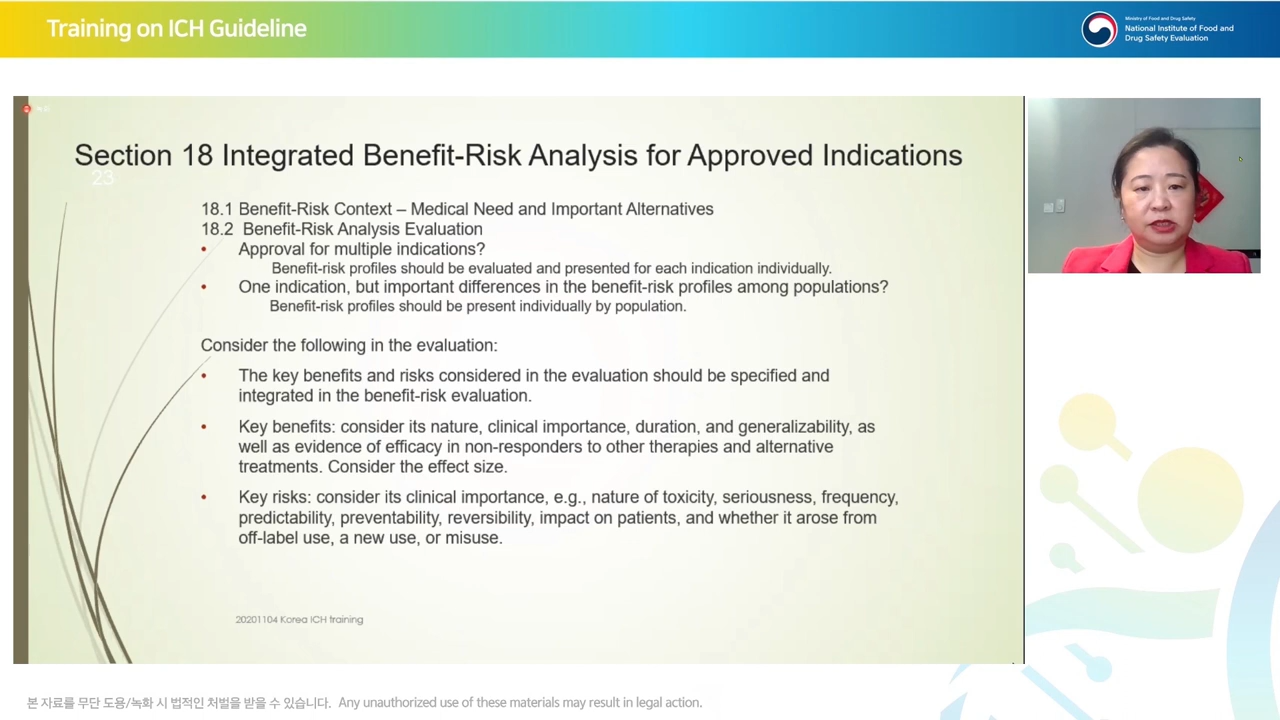 Training on ICH Guideline
Ministry of Food and Drug Safety
National Institute of Food and
Drug Safety Evaluation
녹화
Section 18 Integrated Benefit-Risk Analysis for Approved Indications
23
18.1 Benefit-Risk Context – Medical Need and Important Alternatives
18.2 Benefit-Risk Analysis Evaluation
• Approval for multiple indications?
Benefit-risk profiles should be evaluated and presented for each indication individually.
• One indication, but important differences in the benefit-risk profiles among populations?
Benefit-risk profiles should be present individually by population.
Consider the following in the evaluation:
• The key benefits and risks considered in the evaluation should be specified and
integrated in the benefit-risk evaluation.
• Key benefits: consider its nature, clinical importance, duration, and generalizability, as
well as evidence of efficacy in non-responders to other therapies and alternative
treatments. Consider the effect size.
• Key risks: consider its clinical importance, e.g., nature of toxicity, seriousness, frequency,
predictability, preventability, reversibility, impact on patients, and whether it arose from
off-label use, a new use, or misuse.
20201104 Korea ICH training
본 자료를 무단 도용/녹화 시 법적인 처벌을 받을 수 있습니다. Any unauthorized use of these materials may result in legal action.